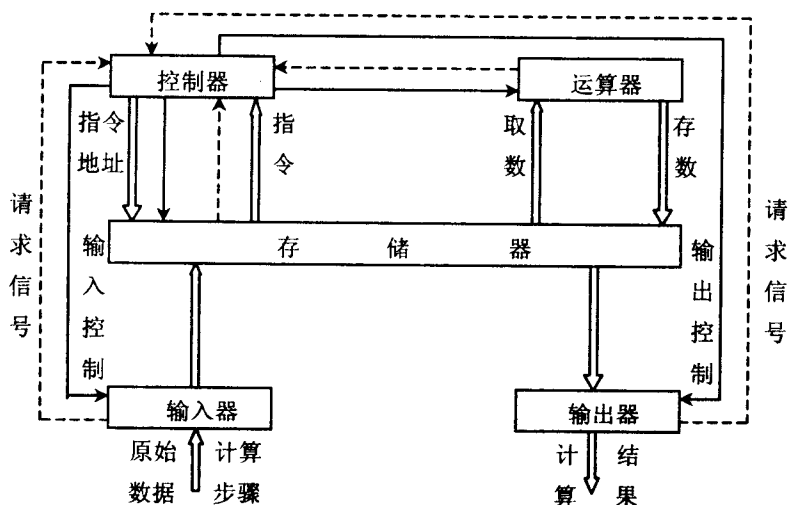 控制器
运算器
指令
地址
指令
取数
存数
请求信号
请求信号
存储器
输入控制
输出控制
输入器
输出器
原始
数据
计算
步骤
计算
结果